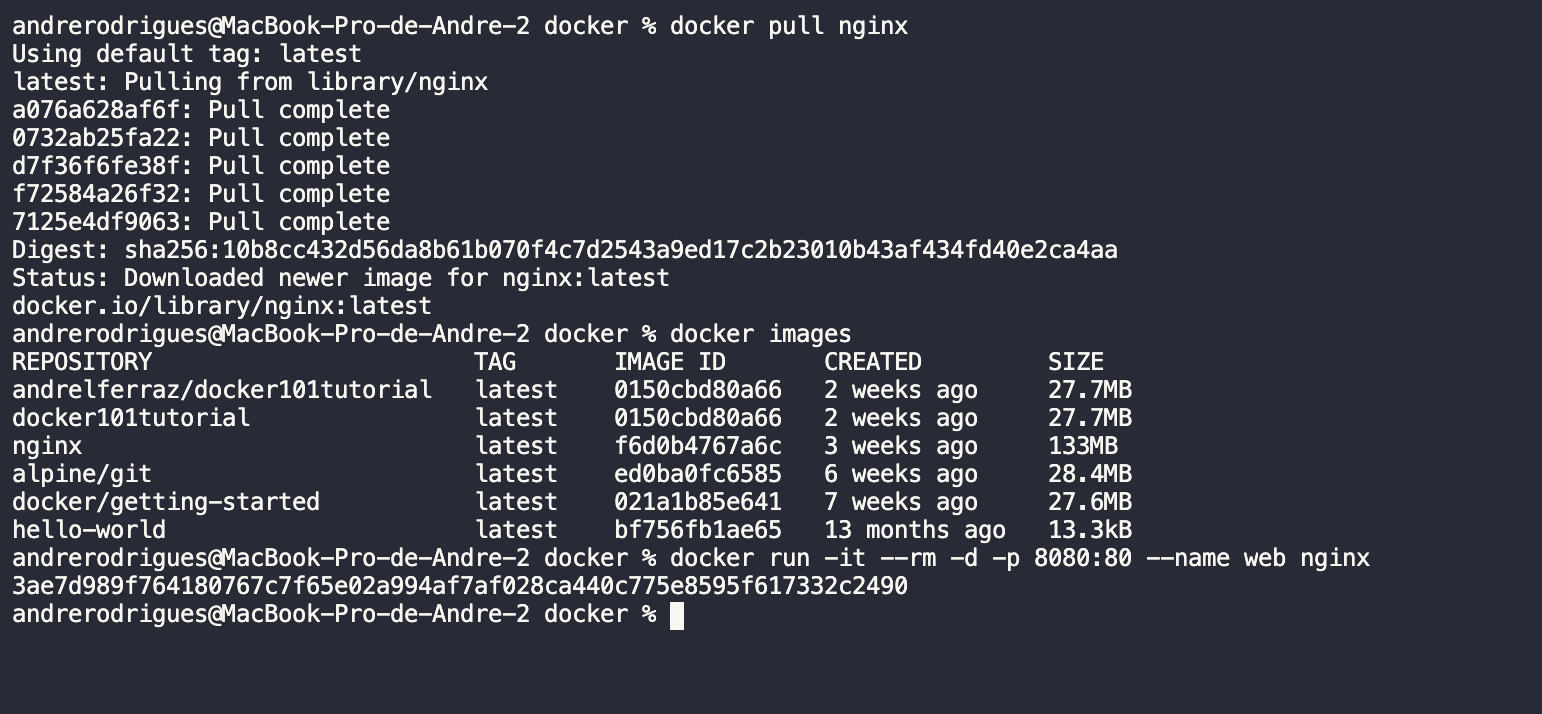 andrerodrigues@MacBook-Pro-de-Andre-2 docker % docker pull nginx
Using default tag: latest
latest: Pulling from library/nginx
a076a628af6f: Pull complete
0732ab25fa22: Pull complete
d7f36f6fe38f: Pull complete
f72584a26f32: Pull complete
7125e4df9063: Pull complete
Digest: sha256:10b8cc432d56da8b61b070f4c7d2543a9ed17c2b23010b43af434fd40e2ca4aa
Status: Downloaded newer image for nginx:latest
docker.io/library/nginx:latest
andrerodrigues@MacBook-Pro-de-Andre-2 docker % docker images
REPOSITORY                       TAG       IMAGE ID       CREATED         SIZE
andrelferraz/docker101tutorial   latest    0150cbd80a66   2 weeks ago     27.7MB
docker101tutorial                latest    0150cbd80a66   2 weeks ago     27.7MB
nginx                            latest    f6d0b4767a6c   3 weeks ago     133MB
alpine/git                       latest    ed0ba0fc6585   6 weeks ago     28.4MB
docker/getting-started           latest    021a1b85e641   7 weeks ago     27.6MB
hello-world                      latest    bf756fb1ae65   13 months ago   13.3kB
andrerodrigues@MacBook-Pro-de-Andre-2 docker % docker run -it --rm -d -p 8080:80 --name web nginx
3ae7d989f764180767c7f65e02a994af7af028ca440c775e8595f617332c2490
andrerodrigues@MacBook-Pro-de-Andre-2 docker %